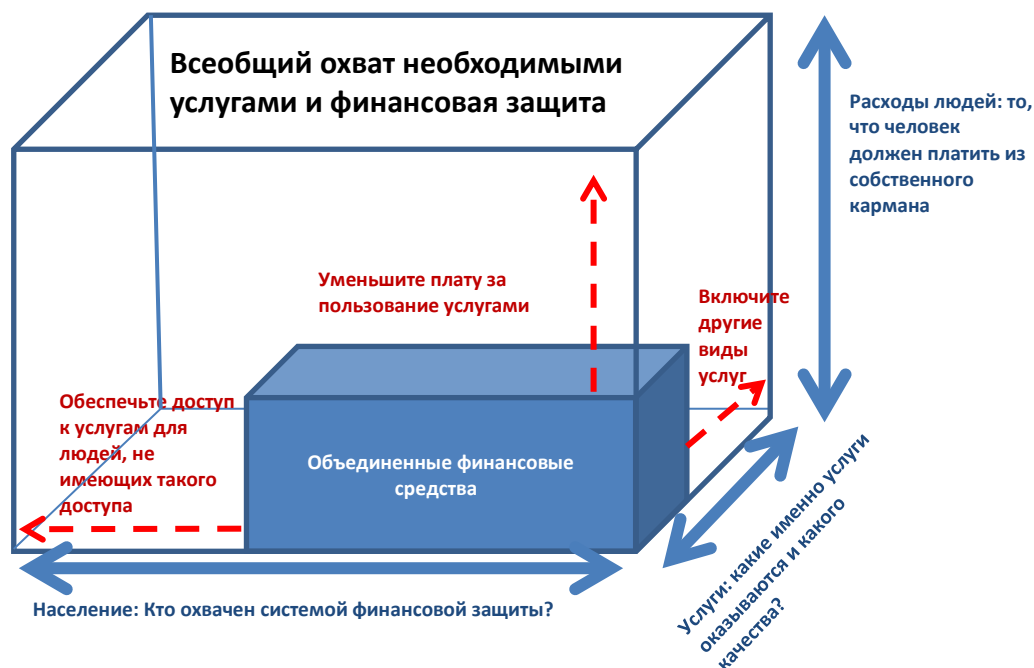 Всеобщий охват необходимыми
услугами и финансовая защита
Расходы людей: то,
что человек
должен платить из
собственного
кармана
Уменьшите плату за
пользование услугами
Включите
другие
виды
услуг
Обеспечьте доступ
к услугам для
людей, не
имеющих такого
доступа
Объединенные финансовые
средства
Население: Кто охвачен системой финансовой защиты?
Услуги: какие именно услуги
оказываются и какого
качества?